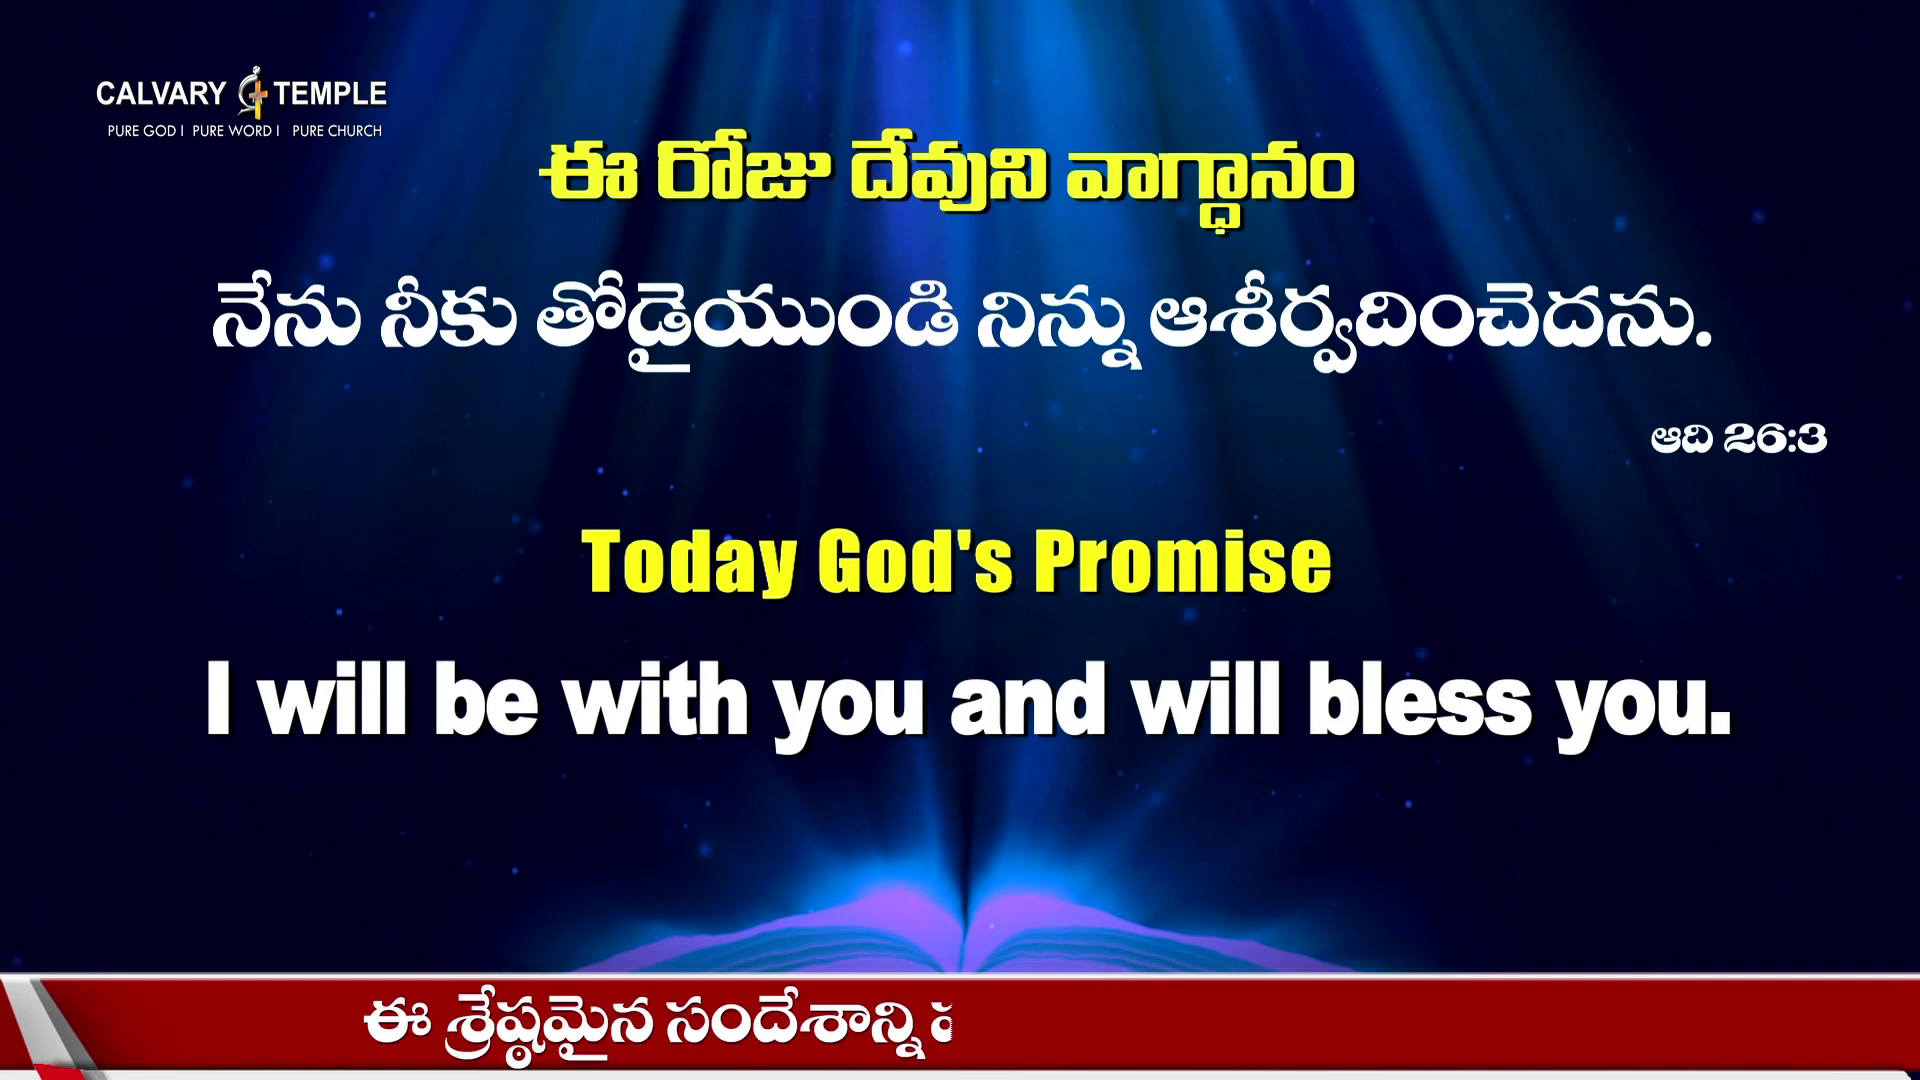 CALVARY TEMPLE
PURE GOD I PURE WORD I PURE CHURCH
ఈ రోజు దేవుని వాగ్ధానం
నేను నీకు తోడైయుండి నిన్ను ఆశీర్వదించెదను.
ఆది 26:3
Today God's Promise
I will be with you and will bless you.
ఈ శ్రేష్ఠమైన సందేశాన్ని